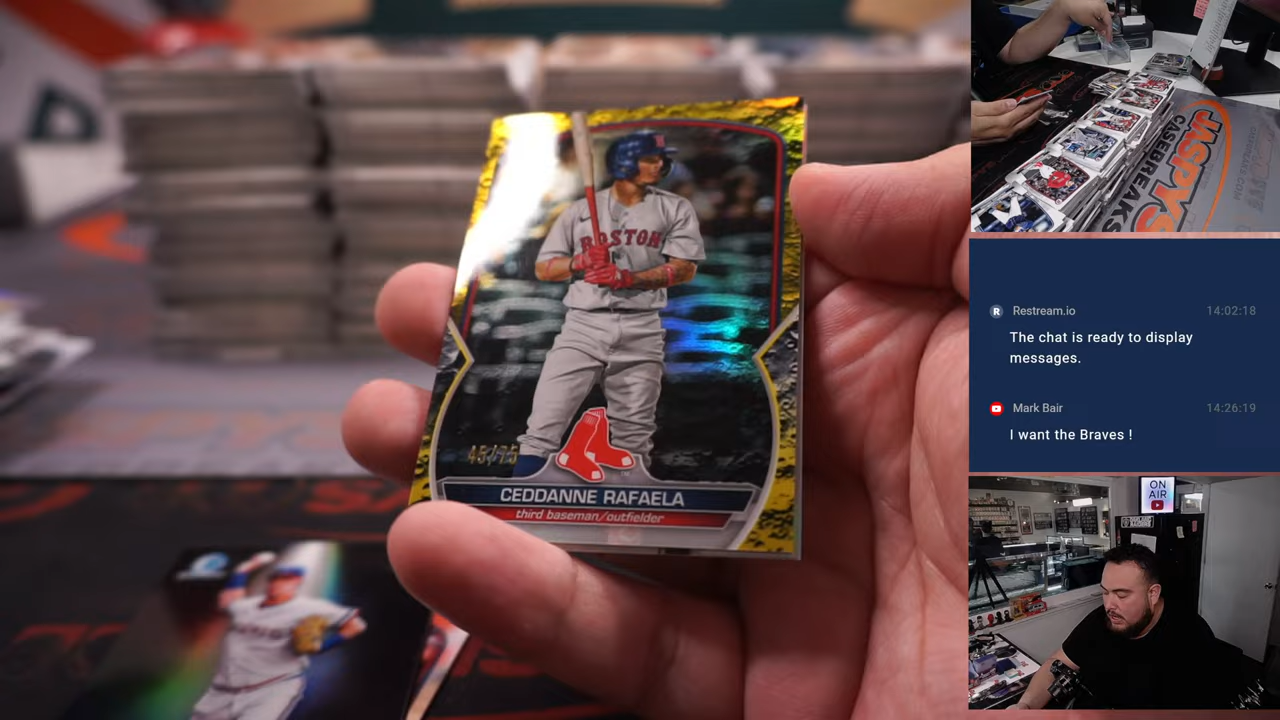 BOSTON
45/75
CEDDANNE RAFAELA
third baseman/outfielder
JASPYS
CASEBREAKS
R Restream.io 14:02:18
The chat is ready to display
messages.
Mark Bair 14:26:19
I want the Braves !
ON
AIR